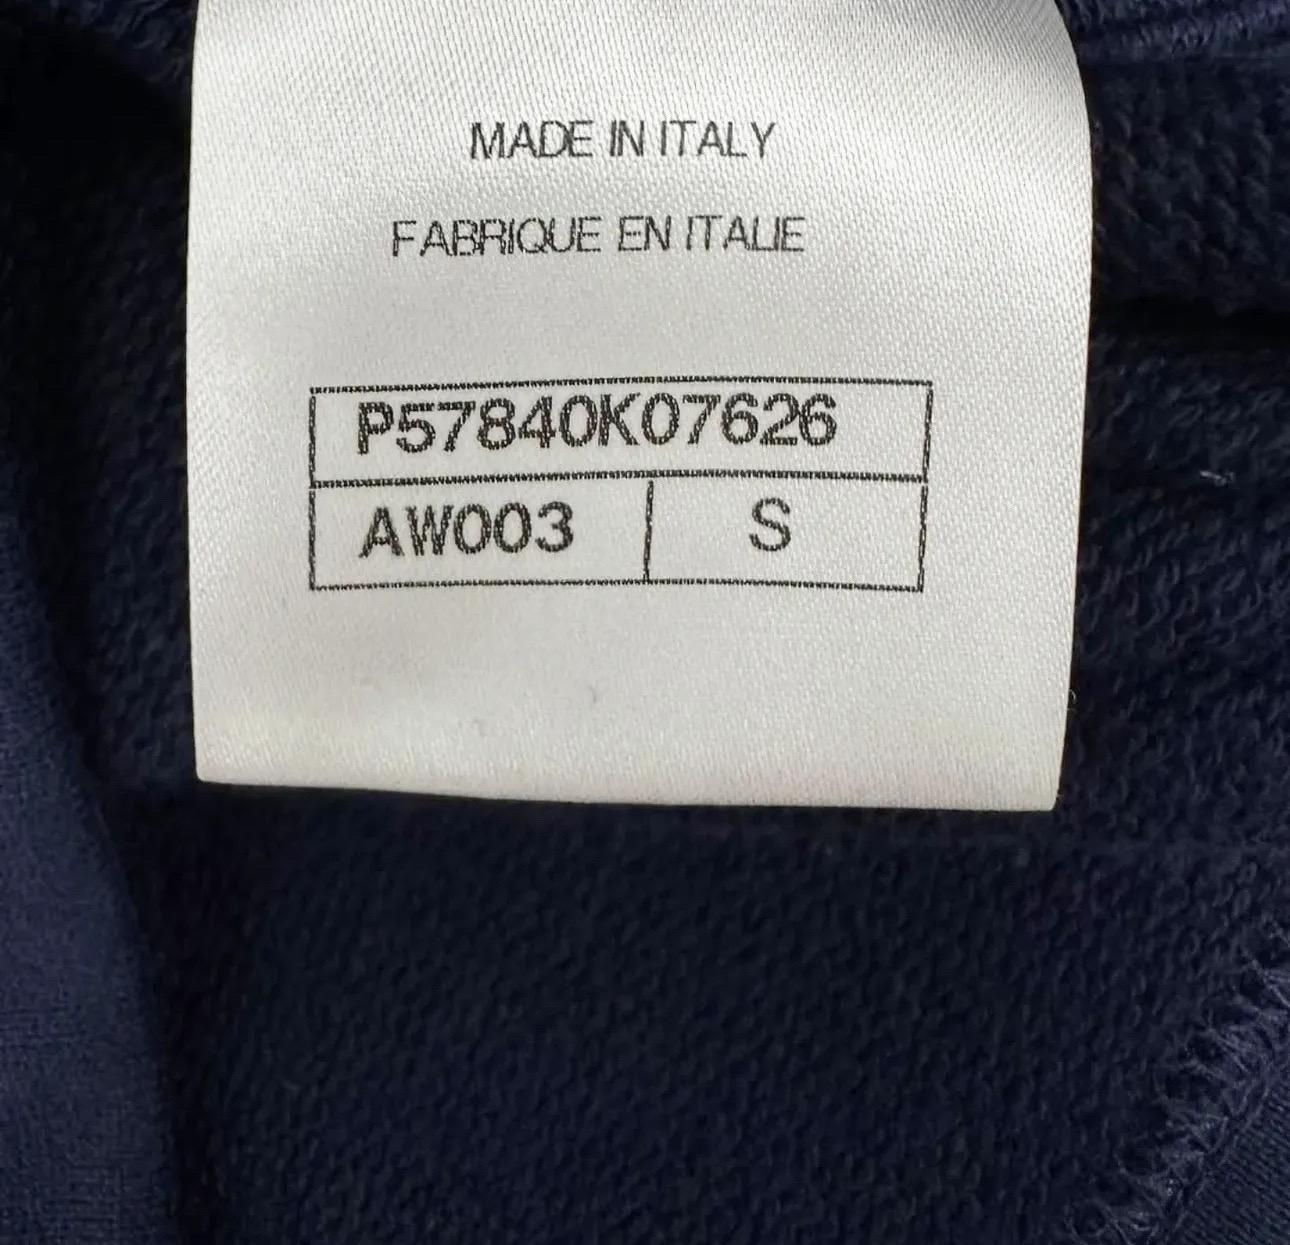 MADE IN ITALY
FABRIQUE EN ITALIE
P57840K07626
AW003 S